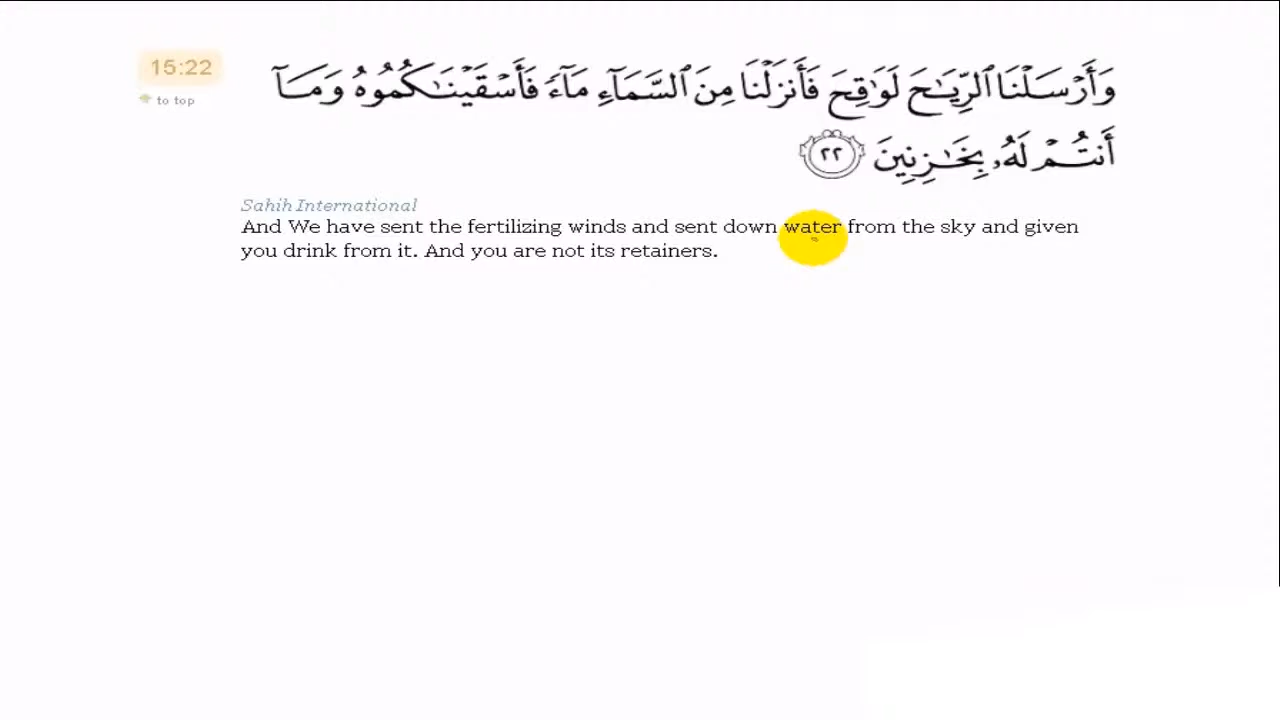 15:22
to top
وَأَرْسَلْنَا ٱلرِّيَـٰحَ لَوَٰقِحَ فَأَنزَلْنَا مِنَ ٱلسَّمَآءِ مَآءً فَأَسْقَيْنَـٰكُمُوهُ وَمَآ
أَنتُمْ لَهُۥ بِخَـٰزِنِينَ ٢٢
Sahih International
And We have sent the fertilizing winds and sent down water from the sky and given
you drink from it. And you are not its retainers.